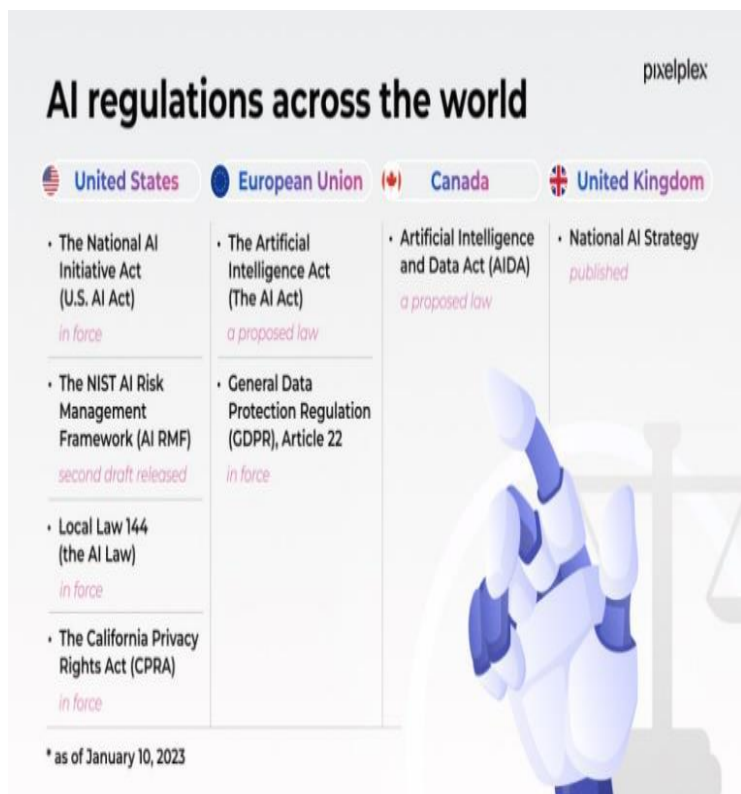 pixelplex
AI regulations across the world
United States
• The National AI
Initiative Act
(U.S. AI Act)
in force
• The NIST AI Risk
Management
Framework (AI RMF)
second draft released
• Local Law 144
(the AI Law)
in force
• The California Privacy
Rights Act (CPRA)
in force
European Union
• The Artificial
Intelligence Act
(The AI Act)
a proposed law
• General Data
Protection Regulation
(GDPR), Article 22
in force
Canada
• Artificial Intelligence
and Data Act (AIDA)
a proposed law
United Kingdom
• National AI Strategy
published
* as of January 10, 2023